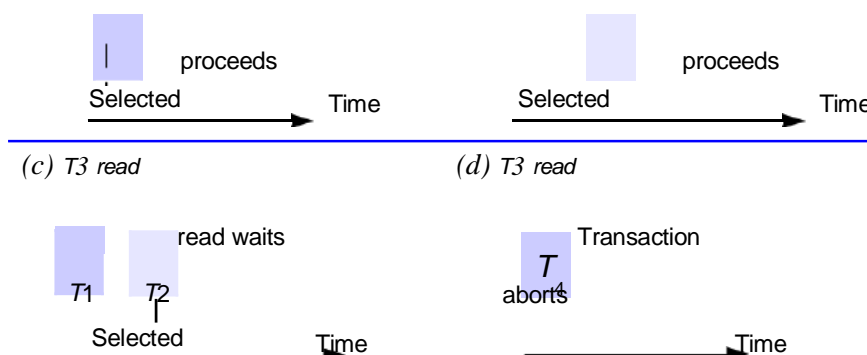 proceeds
Selected
Time
proceeds
Selected
Time
(c) T3 read
(d) T3 read
read waits
T1
T2
Selected
Time
Transaction
T4
aborts
Time